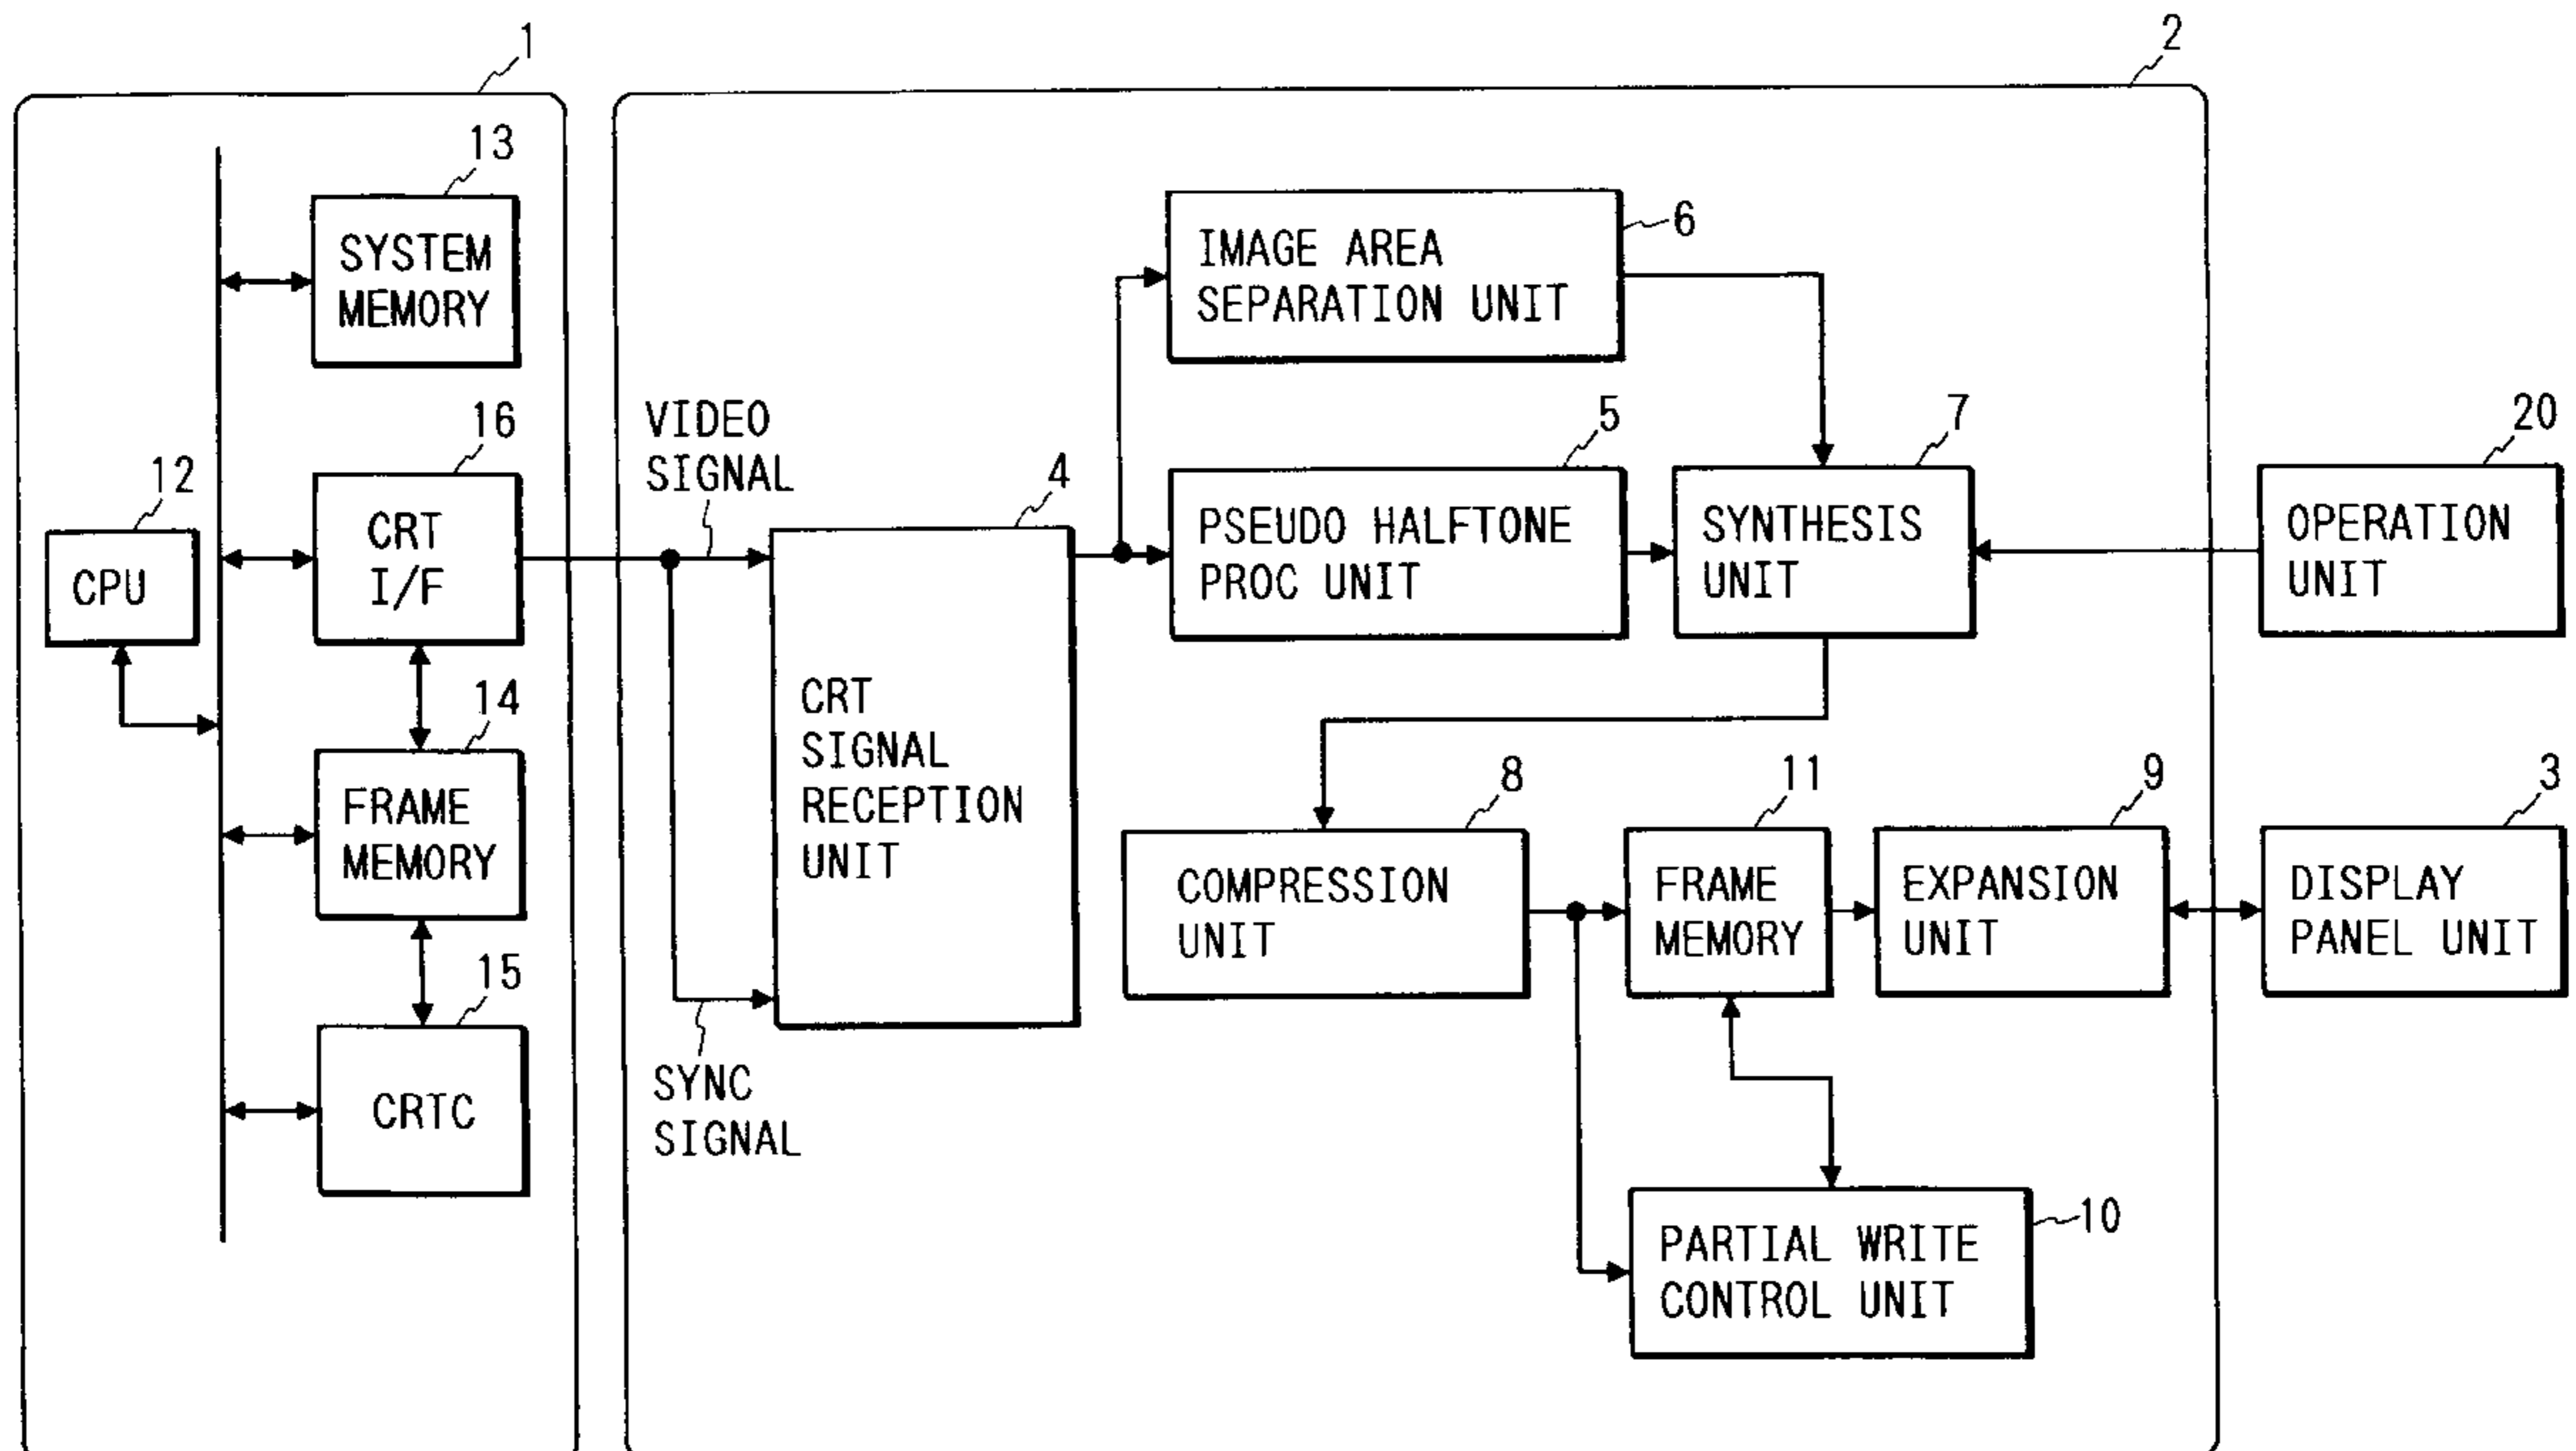 1
2
13
SYSTEM
MEMORY
6
IMAGE AREA
SEPARATION UNIT
VIDEO
SIGNAL
16
CRT
I/F
12
CPU
4
CRT
SIGNAL
RECEPTION
UNIT
5
PSEUDO HALFTONE
PROC UNIT
7
SYNTHESIS
UNIT
20
OPERATION
UNIT
14
FRAME
MEMORY
8
COMPRESSION
UNIT
11
FRAME
MEMORY
9
EXPANSION
UNIT
3
DISPLAY
PANEL UNIT
15
CRTC
SYNC
SIGNAL
10
PARTIAL WRITE
CONTROL UNIT